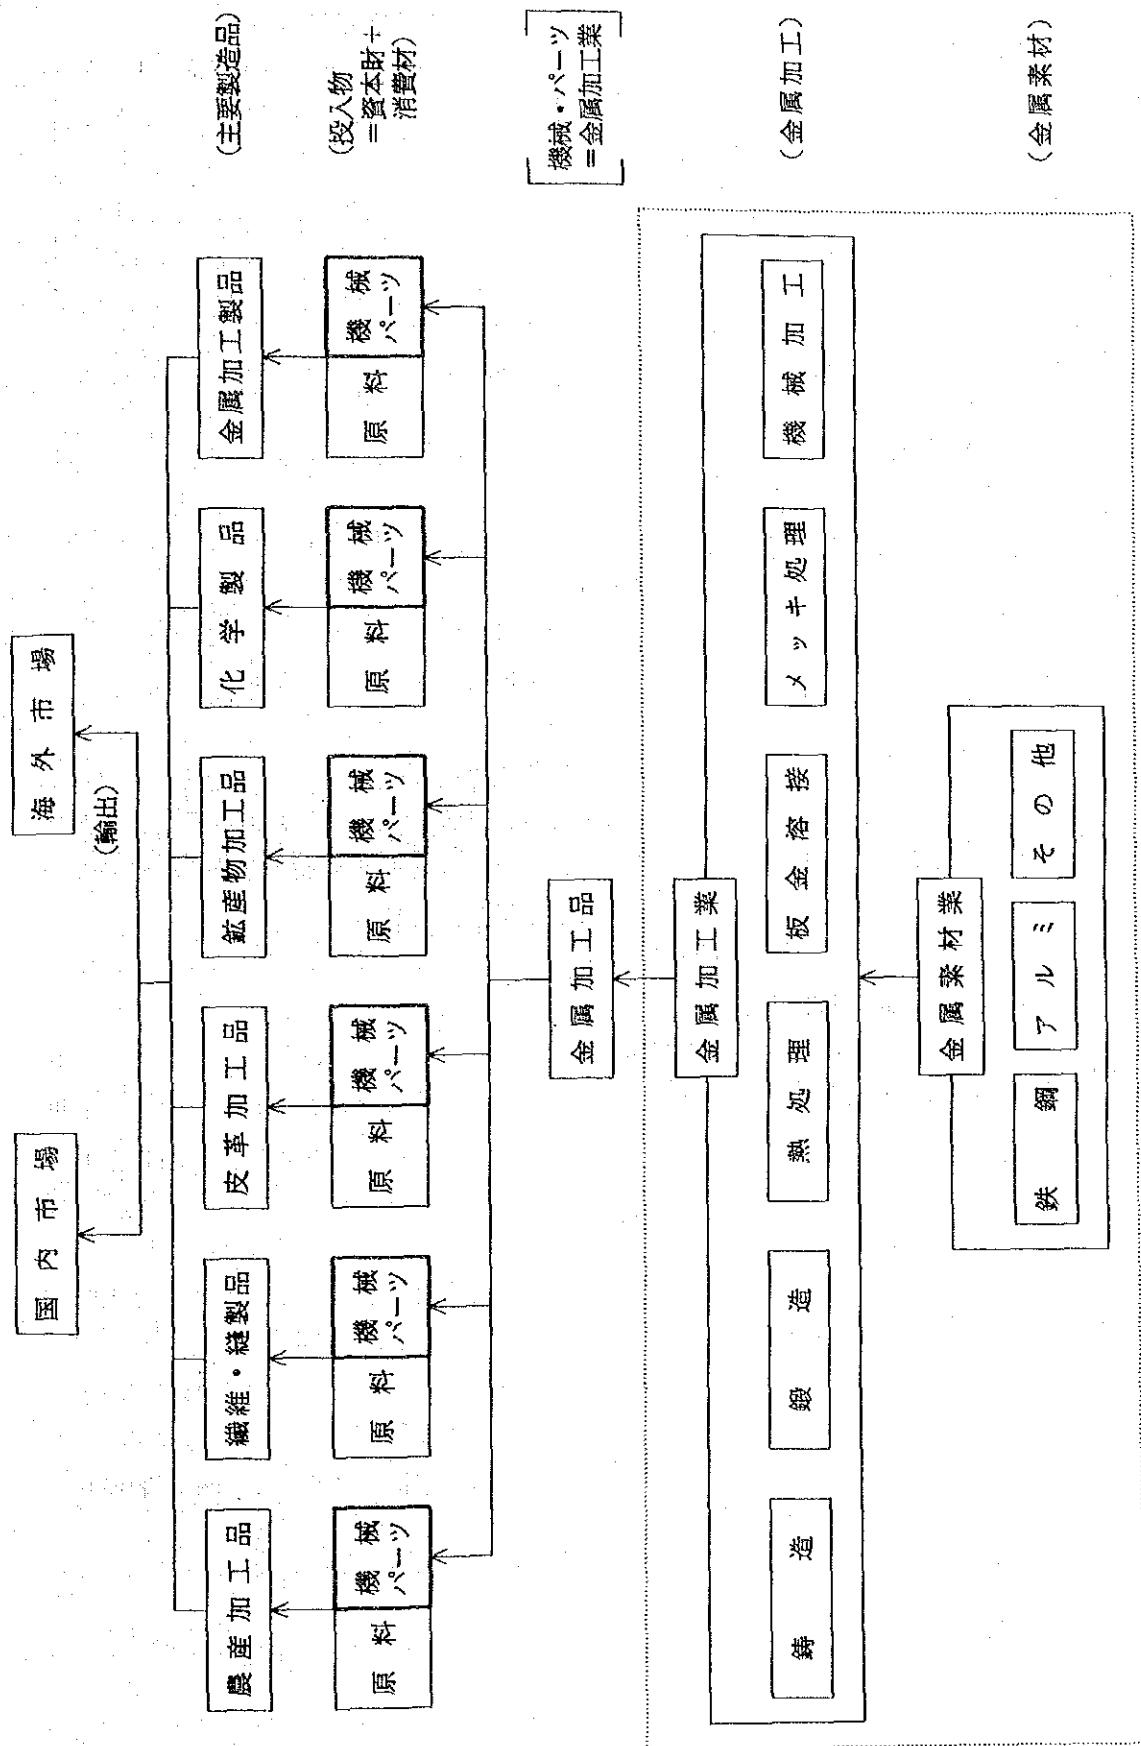 国内市場
海外市場
(輸出)
農産加工品
繊維・縫製品
皮革加工品
鉱産物加工品
化学製品
金属加工製品
(主要製造品)
原料
機械
パーツ
原料
機械
パーツ
原料
機械
パーツ
原料
機械
パーツ
原料
機械
パーツ
原料
機械
パーツ
(投入物
=資本財+
消費材)
金属加工品
機械・パーツ
=金属加工業
金属加工業
鋳造
鍛造
熱処理
板金溶接
メッキ処理
機械加工
(金属加工)
金属素材業
鉄鋼
アルミ
その他
(金属素材)